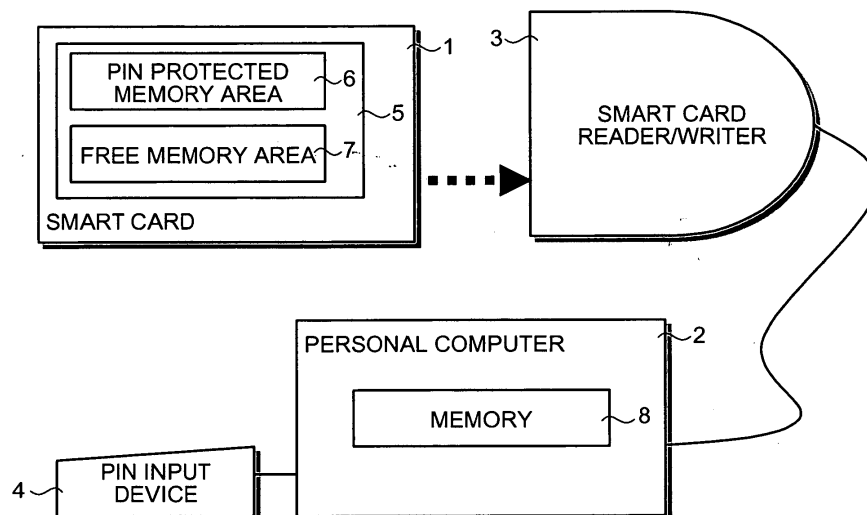 1
PIN PROTECTED
MEMORY AREA
6
5
FREE MEMORY AREA
7
SMART CARD
3
SMART CARD
READER/WRITER
PERSONAL COMPUTER
2
MEMORY
8
4
PIN INPUT
DEVICE